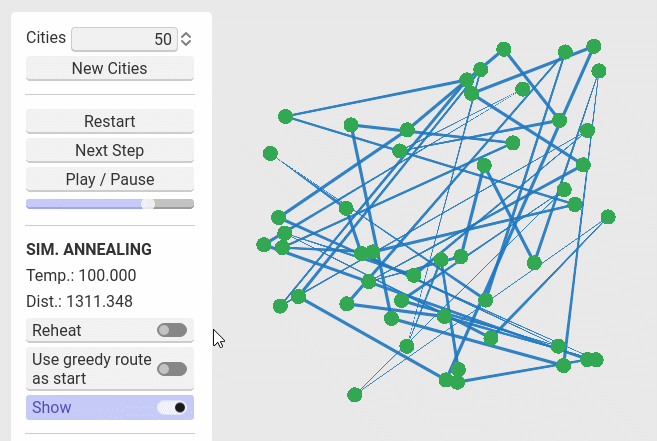 Cities 50
New Cities
Restart
Next Step
Play / Pause
SIM. ANNEALING
Temp.: 100.000
Dist.: 1311.348
Reheat
Use greedy route
as start
Show